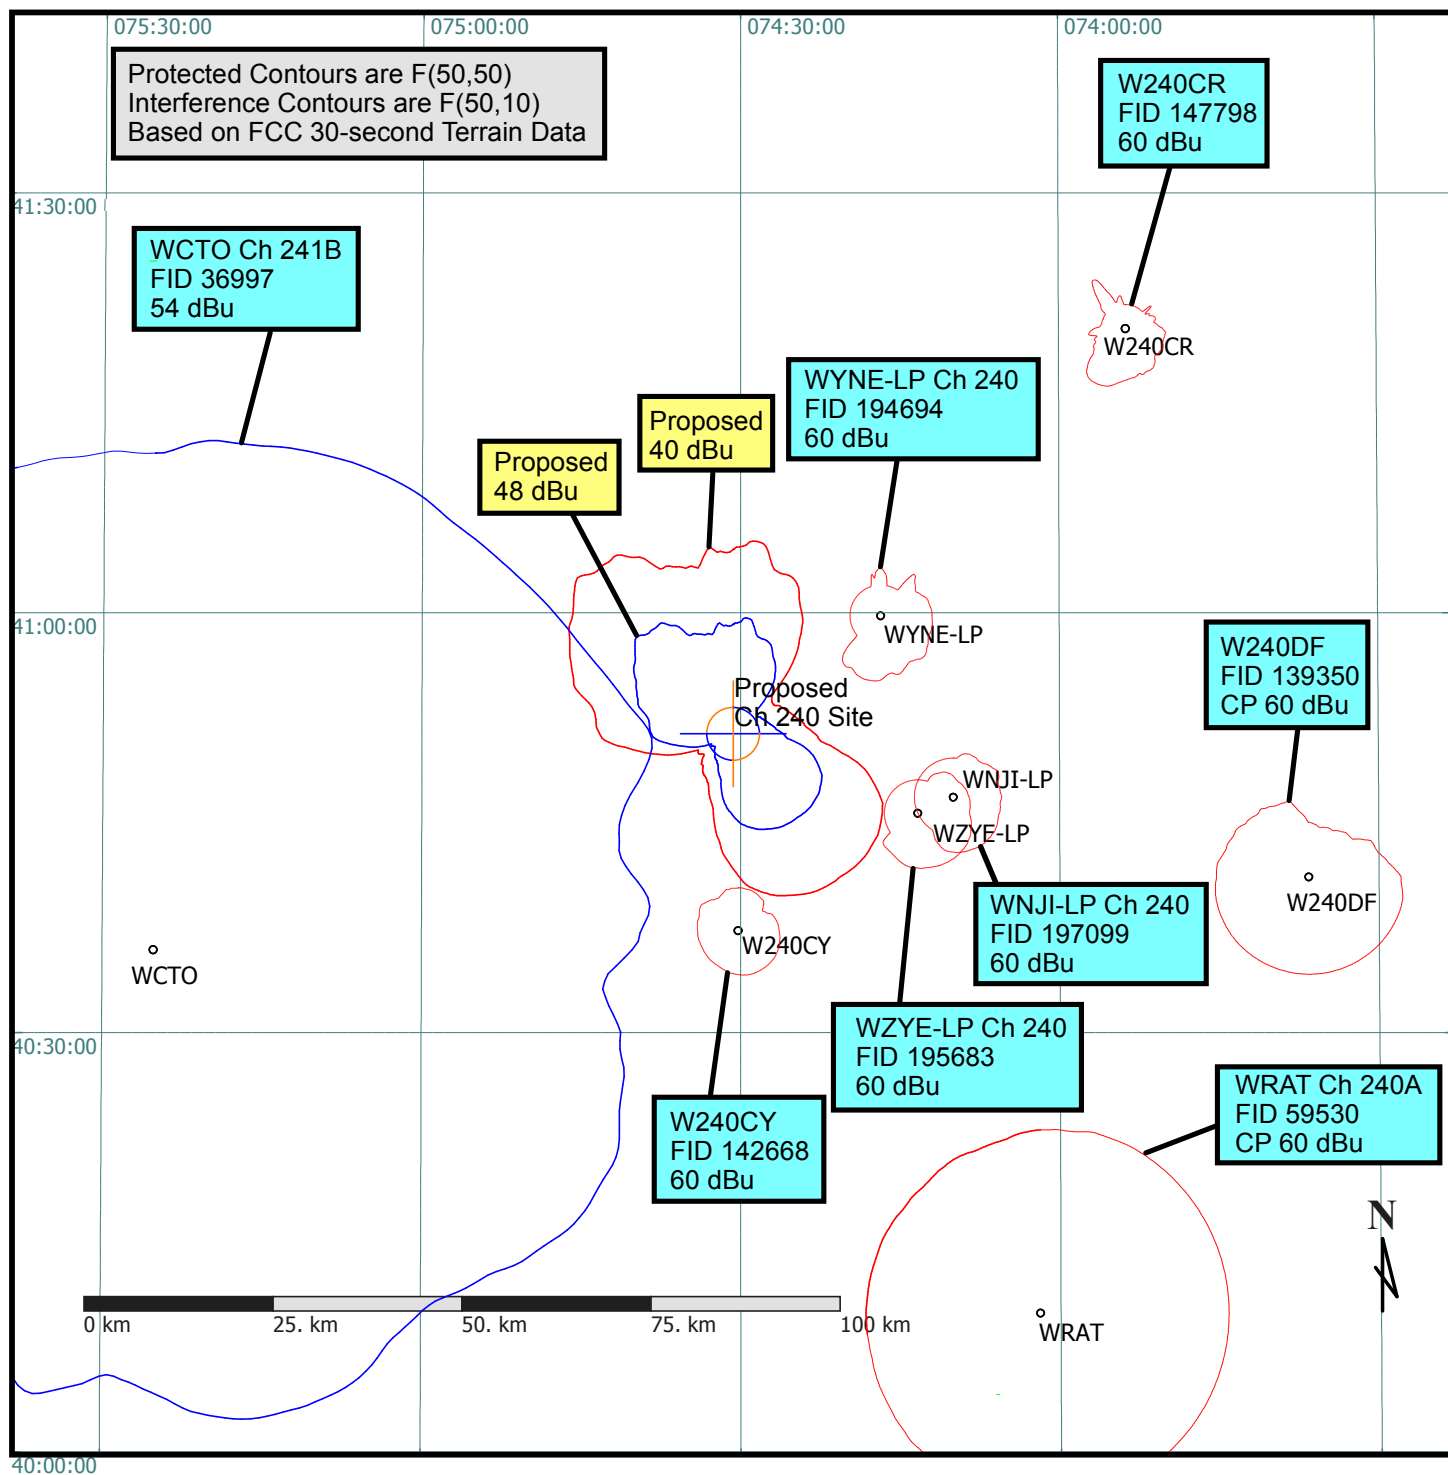 075:30:00
075:00:00
074:30:00
074:00:00
Protected Contours are F(50,50)
Interference Contours are F(50,10)
Based on FCC 30-second Terrain Data
W240CR
FID 147798
60 dBu
41:30:00
WCTO Ch 241B
FID 36997
54 dBu
W240CR
WYNE-LP Ch 240
FID 194694
60 dBu
Proposed
40 dBu
Proposed
48 dBu
41:00:00
WYNE-LP
W240DF
FID 139350
CP 60 dBu
Proposed
Ch 240 Site
WNJI-LP
WZYE-LP
WNJI-LP Ch 240
FID 197099
60 dBu
W240DF
W240CY
WCTO
WZYE-LP Ch 240
FID 195683
60 dBu
40:30:00
W240CY
FID 142668
60 dBu
WRAT Ch 240A
FID 59530
CP 60 dBu
N
0 km
25. km
50. km
75. km
100 km
WRAT
40:00:00